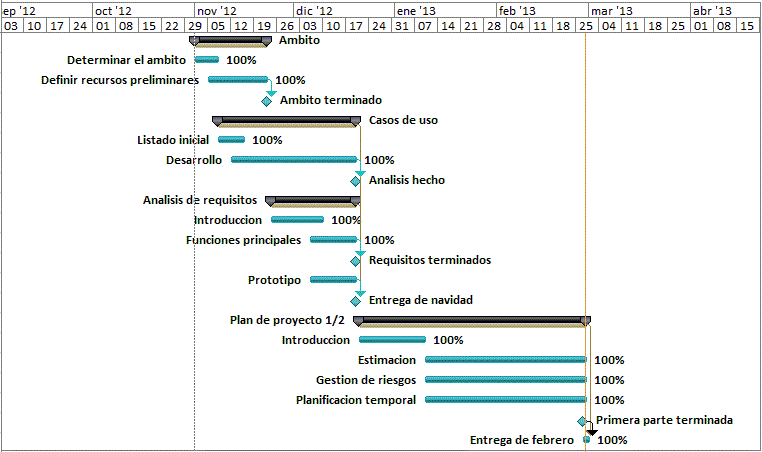 ep '12 oct '12 nov '12 dic '12 ene '13 feb '13 mar '13 abr '13
03 10 17 24 01 08 15 22 29 05 12 19 26 03 10 17 24 31 07 14 21 28 04 11 18 25 04 11 18 25 01 08 15
Ambito
Determinar el ambito 100%
Definir recursos preliminares 100%
Ambito terminado
Casos de uso
Listado inicial 100%
Desarrollo 100%
Analisis hecho
Analisis de requisitos
Introduccion 100%
Funciones principales 100%
Requisitos terminados
Prototipo
Entrega de navidad
Plan de proyecto 1/2
Introduccion 100%
Estimacion 100%
Gestion de riesgos 100%
Planificacion temporal 100%
Primera parte terminada
Entrega de febrero 100%